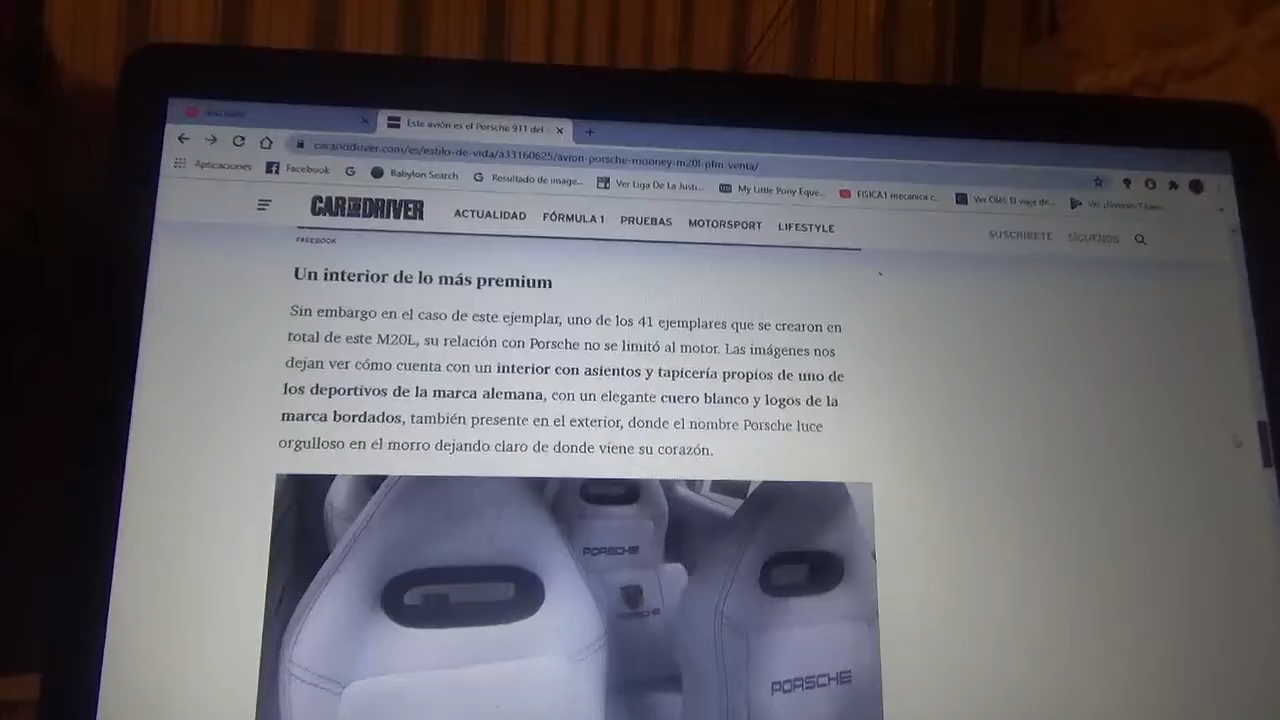 Este avión es el Porsche 911 del
caranddriver.com/es/estilo-de-vida/a33160625/avion-porsche-mooney-m20l-pfm-venta/
Aplicaciones Facebook Babylon Search Resultado de image... Ver Liga De La Justi... My Little Pony Eque... FISICA1 mecanica c...
CAR AND DRIVER ACTUALIDAD FÓRMULA 1 PRUEBAS MOTORSPORT LIFESTYLE SUSCRIBETE SÍGUENOS
FACEBOOK
Un interior de lo más premium
Sin embargo en el caso de este ejemplar, uno de los 41 ejemplares que se crearon en
total de este M20L, su relación con Porsche no se limitó al motor. Las imágenes nos
dejan ver cómo cuenta con un interior con asientos y tapicería propios de uno de
los deportivos de la marca alemana, con un elegante cuero blanco y logos de la
marca bordados, también presente en el exterior, donde el nombre Porsche luce
orgulloso en el morro dejando claro de donde viene su corazón.
PORSCHE
PORSCHE
PORSCHE